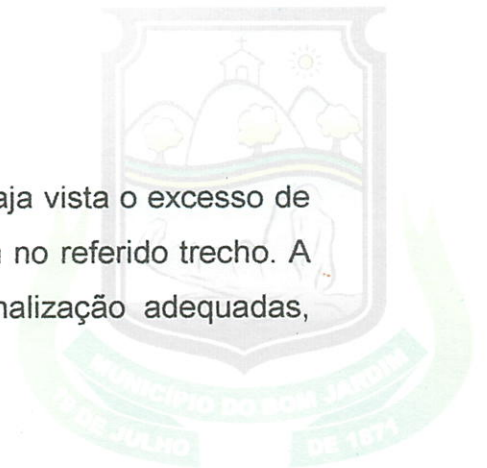 aja vista o excesso de
no referido trecho. A
nalização adequadas,
MUNICÍPIO DO BOM JARDIM
DE JULHO
DE 1871